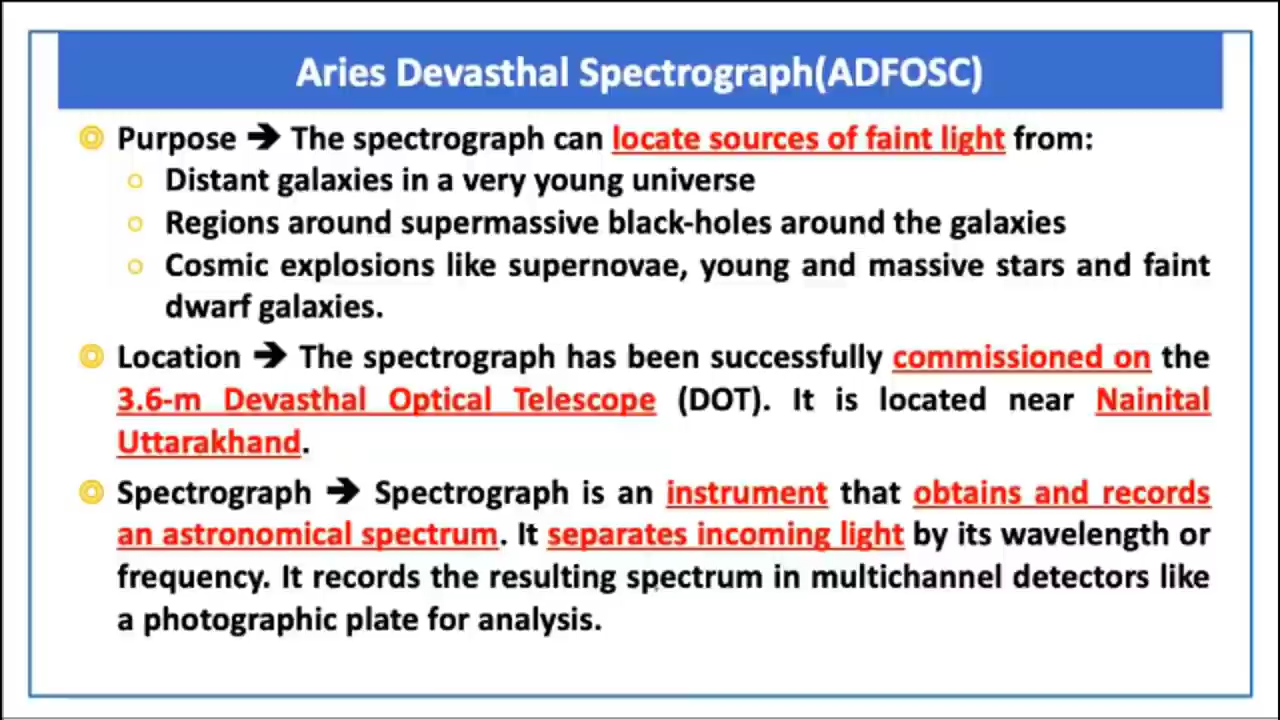 Aries Devasthal Spectrograph(ADFOSC)
Purpose ➔ The spectrograph can locate sources of faint light from:
Distant galaxies in a very young universe
Regions around supermassive black-holes around the galaxies
Cosmic explosions like supernovae, young and massive stars and faint
dwarf galaxies.
Location ➔ The spectrograph has been successfully commissioned on the
3.6-m Devasthal Optical Telescope (DOT). It is located near Nainital
Uttarakhand.
Spectrograph ➔ Spectrograph is an instrument that obtains and records
an astronomical spectrum. It separates incoming light by its wavelength or
frequency. It records the resulting spectrum in multichannel detectors like
a photographic plate for analysis.